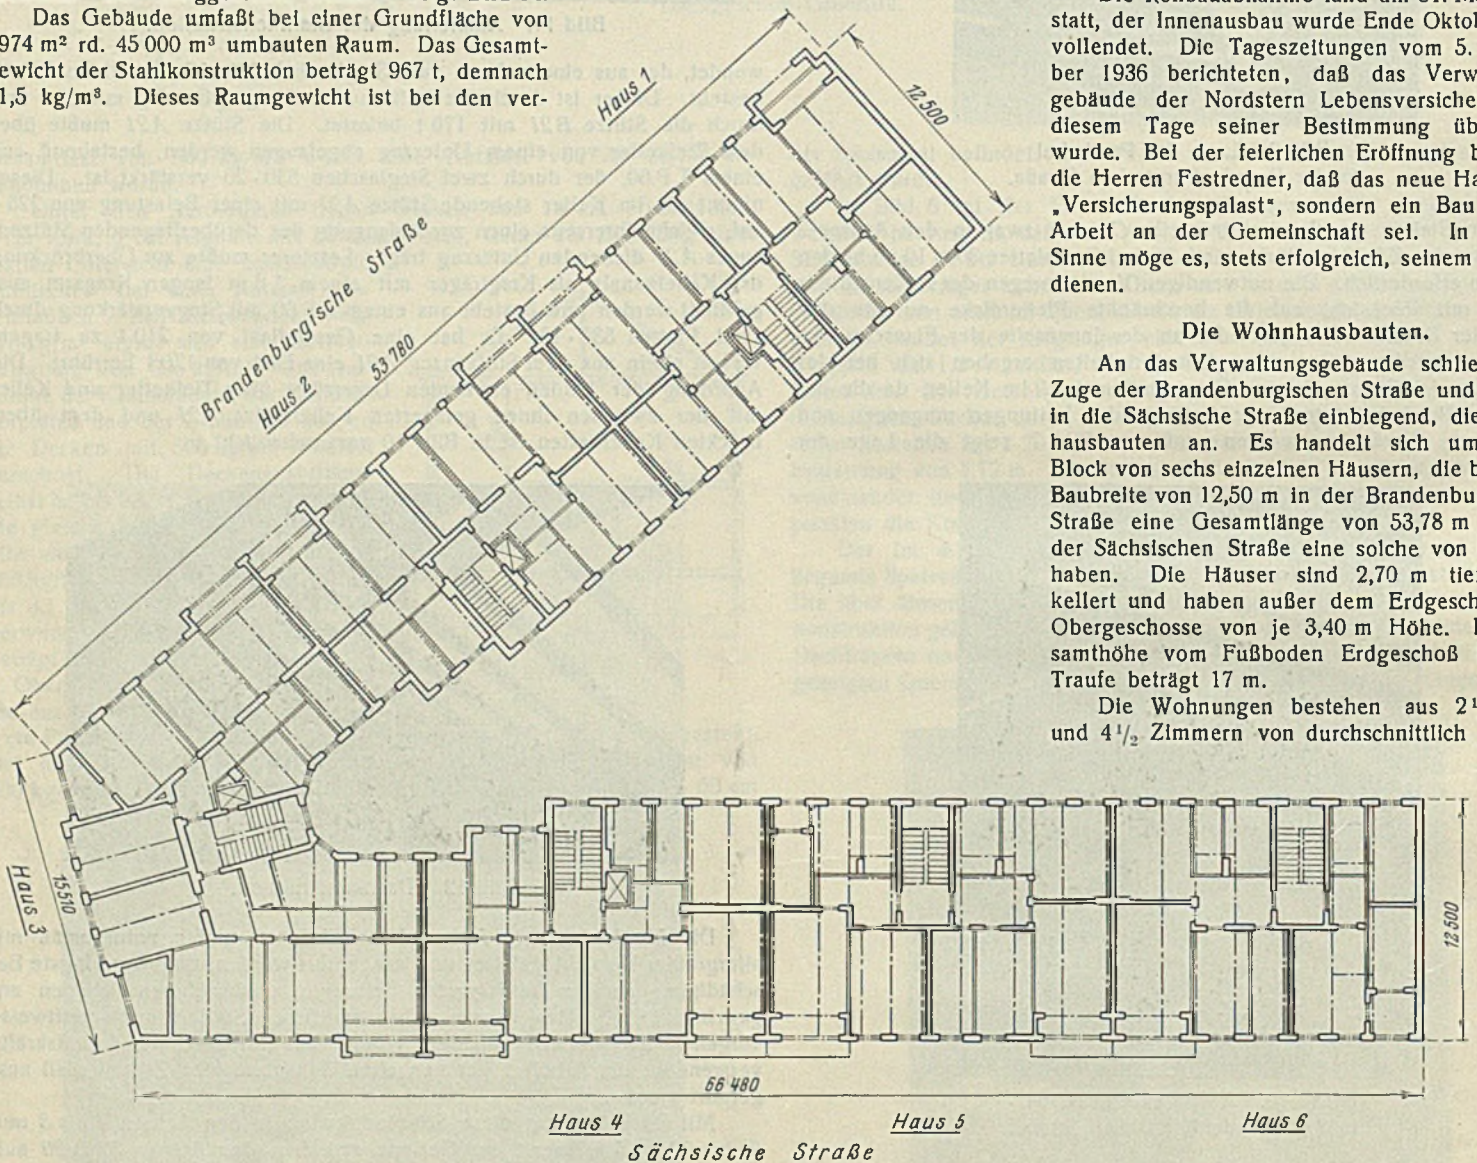 Das Gebäude umfaßt bei einer Grundfläche von
974 m² rd. 45 000 m³ umbauten Raum. Das Gesamt-
ewicht der Stahlkonstruktion beträgt 967 t, demnach
1,5 kg/m³. Dieses Raumgewicht ist bei den ver-
statt, der Innenausbau wurde Ende Oktol
vollendet. Die Tageszeitungen vom 5.
ber 1936 berichteten, daß das Verw
gebäude der Nordstern Lebensversiche
diesem Tage seiner Bestimmung üb
wurde. Bei der feierlichen Eröffnung b
die Herren Festredner, daß das neue Ha
„Versicherungspalast“, sondern ein Bau
Arbeit an der Gemeinschaft sei. In
Sinne möge es, stets erfolgreich, seinem
dienen.
Die Wohnhausbauten.
An das Verwaltungsgebäude schlie
Zuge der Brandenburgischen Straße und
in die Sächsische Straße einbiegend, die
hausbauten an. Es handelt sich um
Block von sechs einzelnen Häusern, die b
Baubreite von 12,50 m in der Brandenbu
Straße eine Gesamtlänge von 53,78 m
der Sächsischen Straße eine solche von
haben. Die Häuser sind 2,70 m tie
kellert und haben außer dem Erdgesch
Obergeschosse von je 3,40 m Höhe.
samthöhe vom Fußboden Erdgeschoß
Traufe beträgt 17 m.
Die Wohnungen bestehen aus 2¹
und 4¹/₂ Zimmern von durchschnittlich
Haus 1
12 500
Brandenburgische Straße
Haus 2
53 780
Haus 3
15 510
12 500
66 480
Haus 4
Haus 5
Haus 6
Sächsische Straße